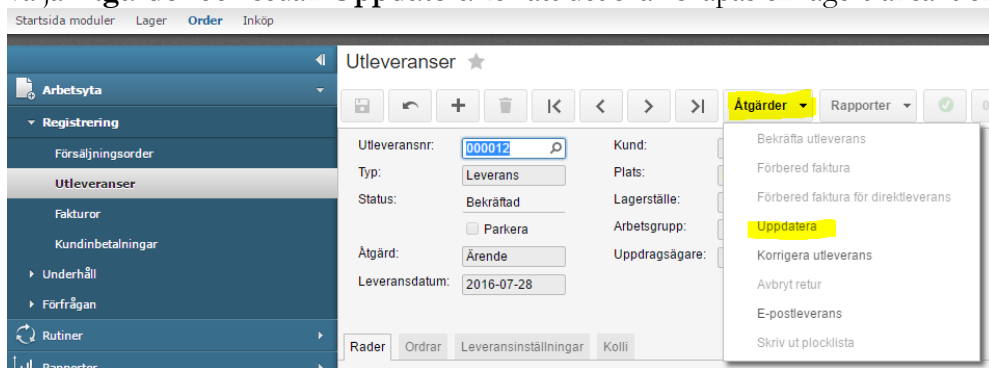 Startsida moduler Lager Order Inköp
Utleveranser
Arbetsyta
Åtgärder Rapporter
Registrering
Försäljningsorder
Utleveranser
Fakturor
Kundinbetalningar
Underhåll
Förfrågan
Rutiner
Utleveransnr: 000012 Kund:
Typ: Leverans Plats:
Status: Bekräftad Lagerställe:
Parkera Arbetsgrupp:
Åtgärd: Ärende Uppdragsägare:
Leveransdatum: 2016-07-28
Bekräfta utleverans
Förbered faktura
Förbered faktura för direktleverans
Uppdatera
Korrigera utleverans
Avbryt retur
E-postleverans
Skriv ut plocklista
Rader Ordrar Leveransinställningar Kolli